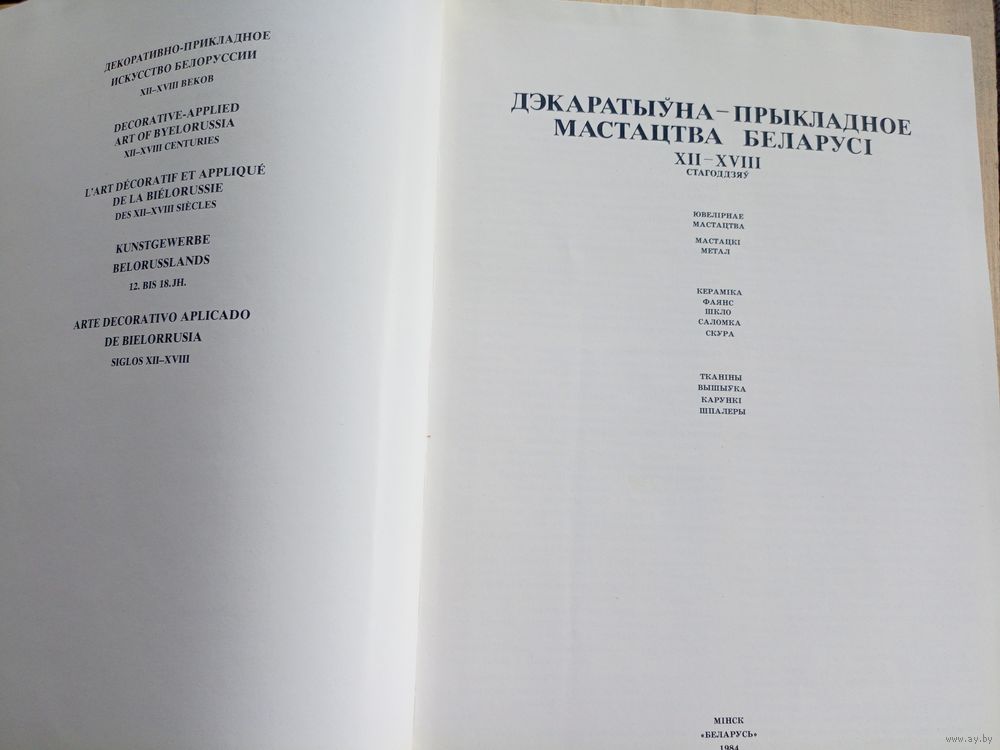 ДЕКОРАТИВНО-ПРИКЛАДНОЕ
ИСКУССТВО БЕЛОРУССИИ
XII–XVIII ВЕКОВ
DECORATIVE-APPLIED
ART OF BYELORUSSIA
XII–XVIII CENTURIES
L'ART DÉCORATIF ET APPLIQUÉ
DE LA BIÉLORUSSIE
DES XII–XVIII SIÈCLES
KUNSTGEWERBE
BELORUSSLANDS
12. BIS 18. JH.
ARTE DECORATIVO APLICADO
DE BIELORRUSIA
SIGLOS XII–XVIII
ДЭКАРАТЫЎНА–ПРЫКЛАДНОЕ
МАСТАЦТВА БЕЛАРУСІ
XII–XVIII
СТАГОДДЗЯЎ
ЮВЕЛІРНАЕ
МАСТАЦТВА
МАСТАЦКІ
МЕТАЛ
КЕРАМІКА
ФАЯНС
ШКЛО
САЛОМКА
СКУРА
ТКАНІНЫ
ВЫШЫЎКА
КАРУНКІ
ШПАЛЕРЫ
МІНСК
«БЕЛАРУСЬ»
1984
www.ay.by